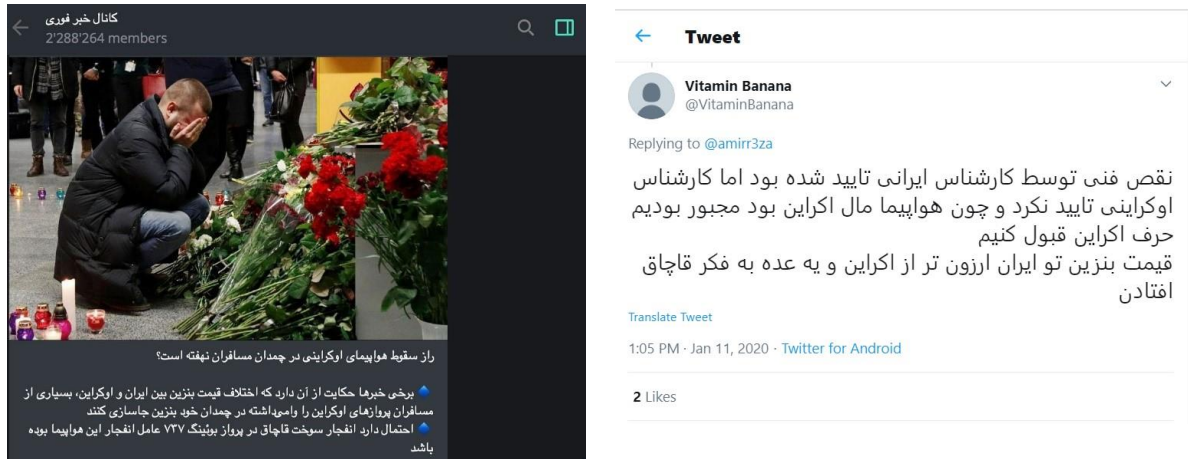 کانال خبر فوری
2'288'264 members
راز سقوط هواپیمای اوکراینی در چمدان مسافران نهفته است؟
🔹 برخی خبرها حکایت از آن دارد که اختلاف قیمت بنزین بین ایران و اوکراین، بسیاری از
مسافران پروازهای اوکراین را وامی‌داشته در چمدان خود بنزین جاسازی کنند
🔹 احتمال دارد انفجار سوخت قاچاق در پرواز بوئینگ ۷۳۷ عامل انفجار این هواپیما بوده
باشد
Tweet
Vitamin Banana
@VitaminBanana
Replying to @amirr3za
نقص فنی توسط کارشناس ایرانی تایید شده بود اما کارشناس
اوکراینی تایید نکرد و چون هواپیما مال اکراین بود مجبور بودیم
حرف اکراین قبول کنیم
قیمت بنزین تو ایران ارزون تر از اکراین و یه عده به فکر قاچاق
افتادن
Translate Tweet
1:05 PM · Jan 11, 2020 · Twitter for Android
2 Likes